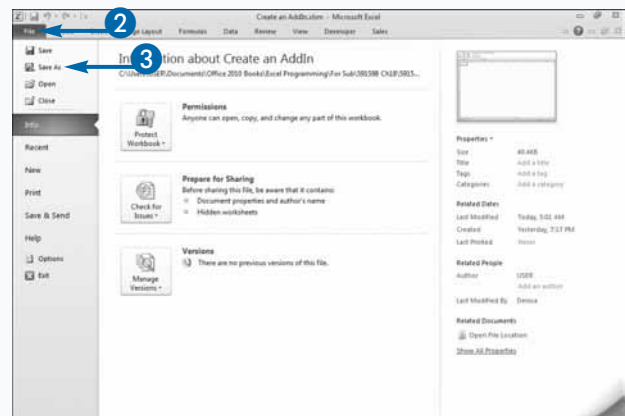 Create an AddIn.xlsm - Microsoft Excel
File Page Layout Formulas Data Review View Developer Sales
2
Save
3
Save As
Open
Close
Info
Recent
New
Print
Save & Send
Help
Options
Exit
Information about Create an AddIn
Permissions
Anyone can open, copy, and change any part of this workbook.
Protect
Workbook
Prepare for Sharing
Before sharing this file, be aware that it contains:
Document properties and author's name
Hidden worksheets
Check for
Issues
Versions
There are no previous versions of this file.
Manage
Versions
Properties
Size 40.4KB
Title Add a title
Tags Add a tag
Categories Add a category
Related Dates
Last Modified Today, 5:02 AM
Created Yesterday, 7:57 PM
Last Printed Never
Related People
Author USER
Add an author
Last Modified By Denise
Related Documents
Open File Location
Show All Properties